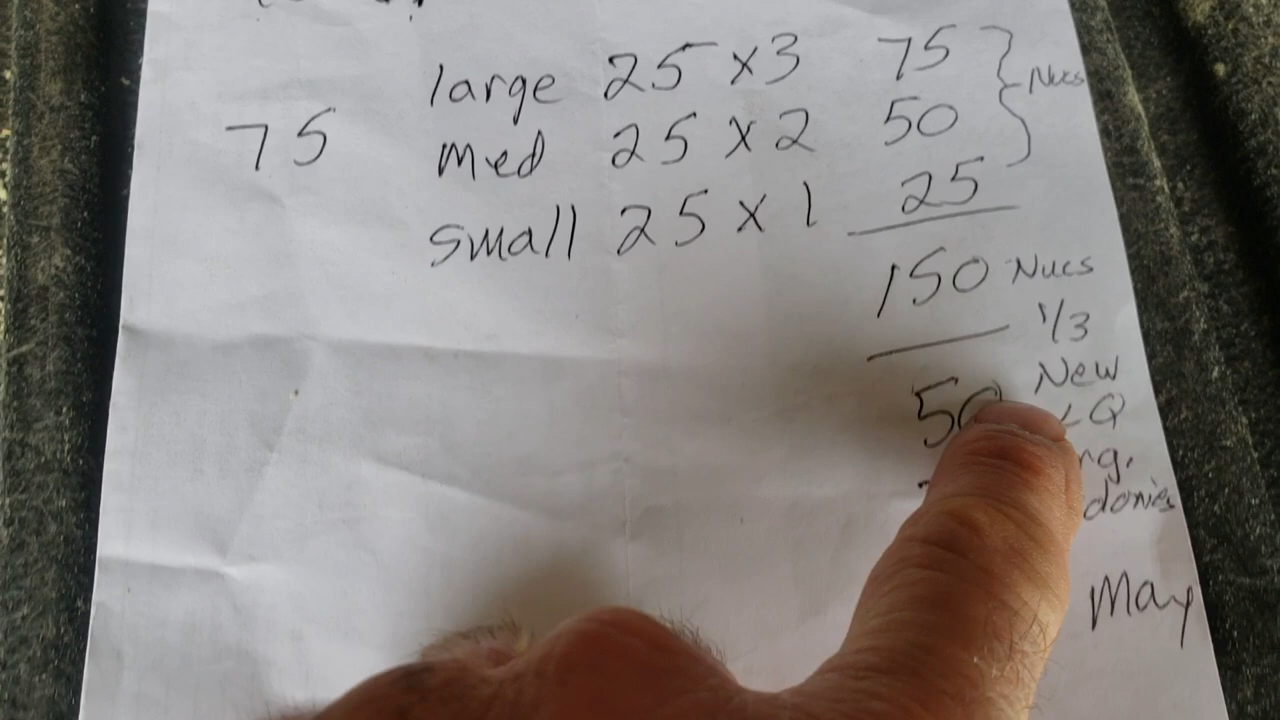 large 25 x 3 75
75 med 25 x 2 50 Nucs
small 25 x 1 25
150 Nucs
1/3
50 New
Q
May